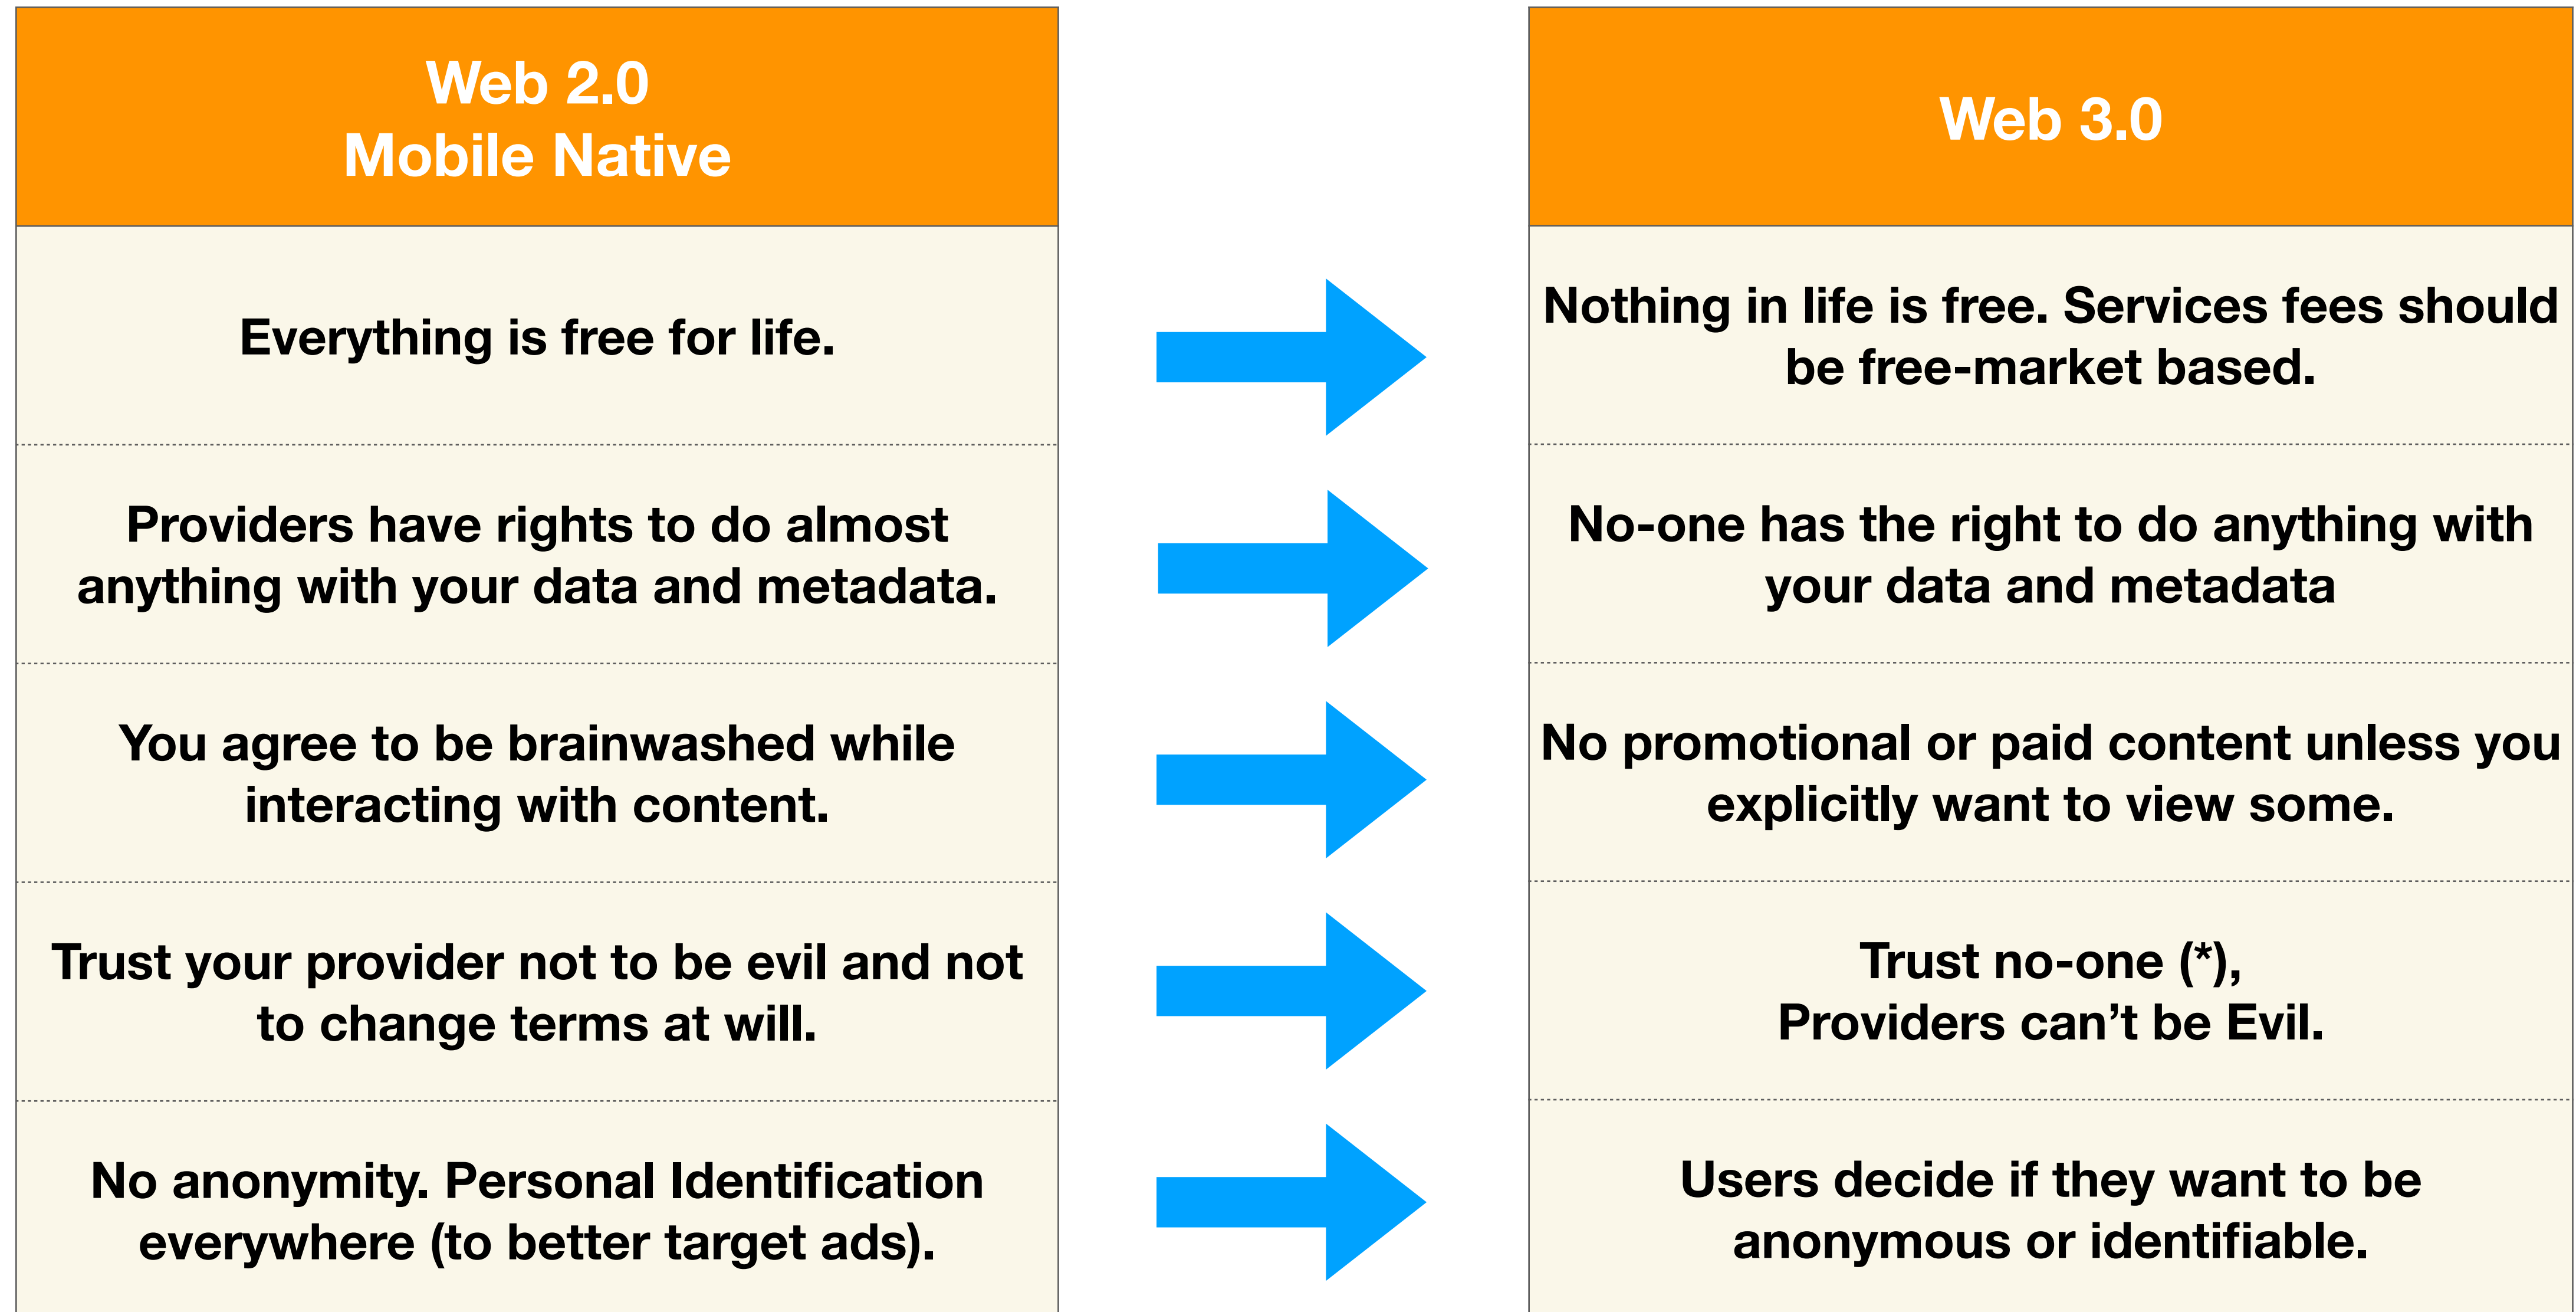 Web 2.0
Mobile Native
Web 3.0
Everything is free for life.
Nothing in life is free. Services fees should
be free-market based.
Providers have rights to do almost
anything with your data and metadata.
No-one has the right to do anything with
your data and metadata
You agree to be brainwashed while
interacting with content.
No promotional or paid content unless you
explicitly want to view some.
Trust your provider not to be evil and not
to change terms at will.
Trust no-one (*),
Providers can’t be Evil.
No anonymity. Personal Identification
everywhere (to better target ads).
Users decide if they want to be
anonymous or identifiable.